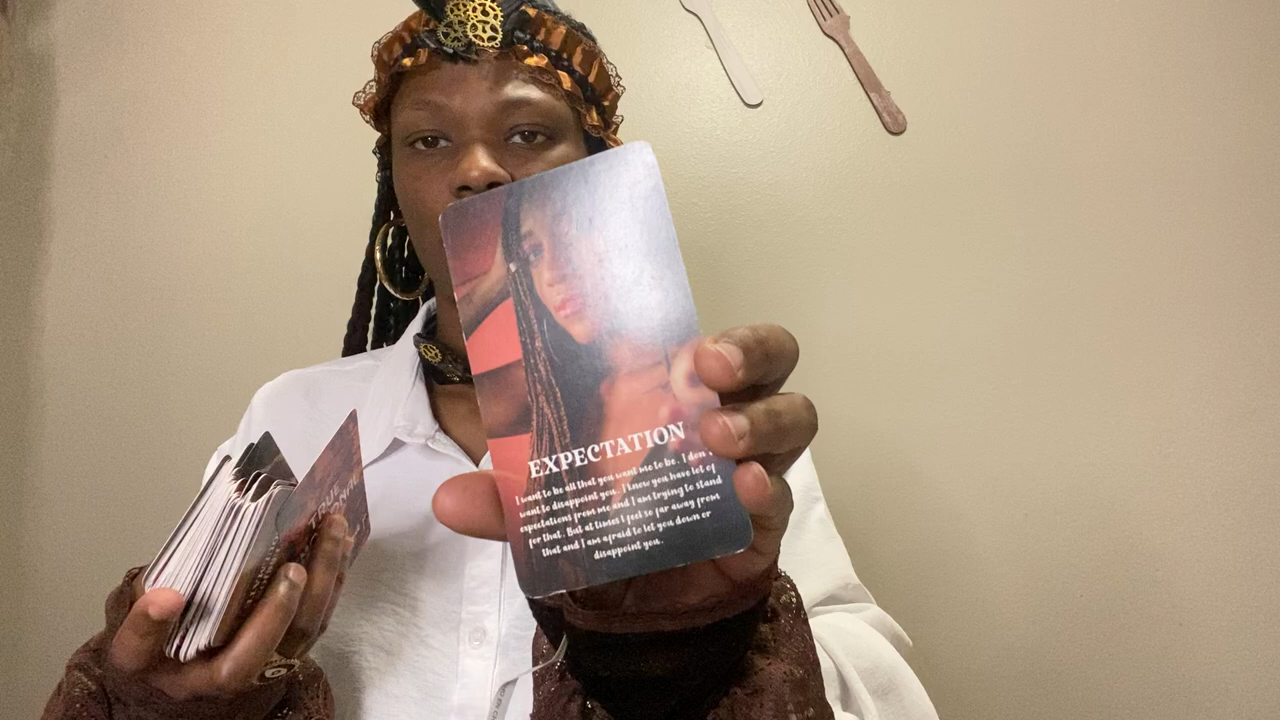 EXPECTATION
I want to be all that you want me to be. I don't
want to disappoint you. I know you have lot of
expectations from me and I am trying to stand
for that. But at times I feel so far away from
that and I am afraid to let you down or
disappoint you.